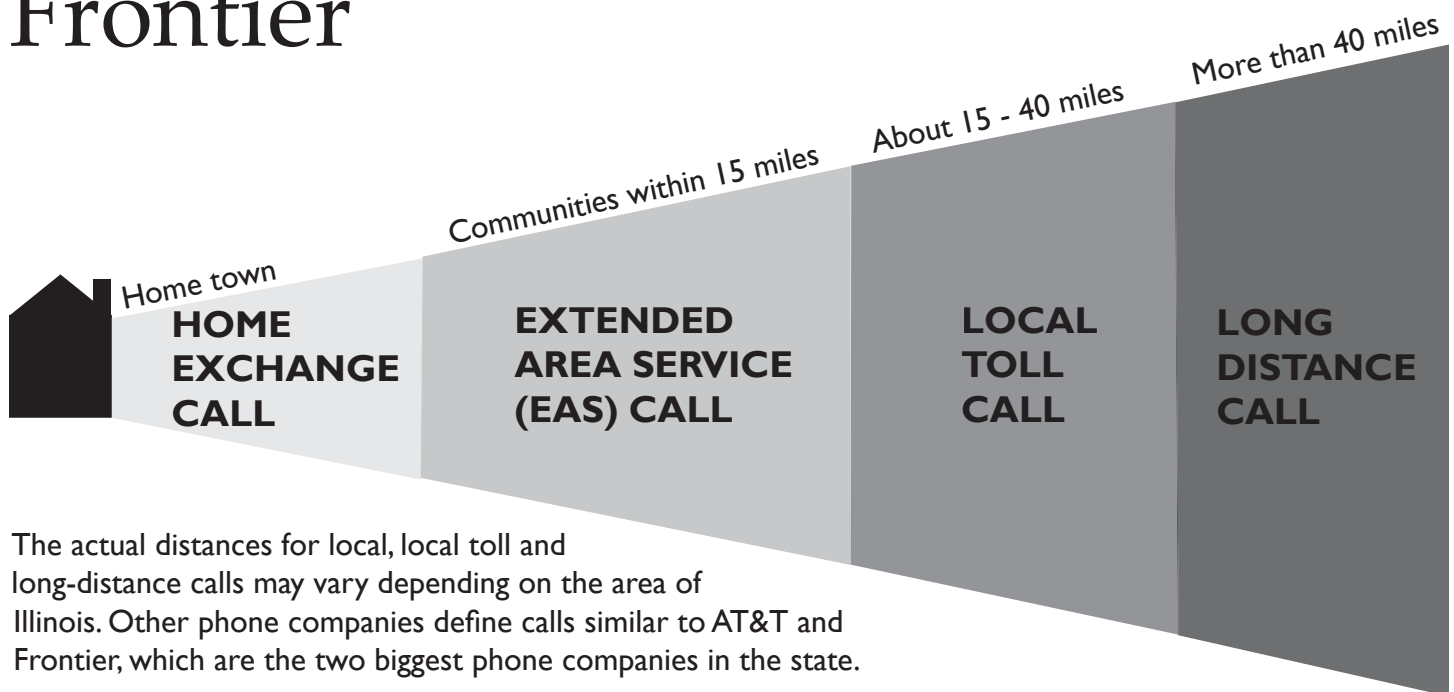 Frontier
Home town
Communities within 15 miles
About 15 - 40 miles
More than 40 miles
HOME
EXCHANGE
CALL
EXTENDED
AREA SERVICE
(EAS) CALL
LOCAL
TOLL
CALL
LONG
DISTANCE
CALL
The actual distances for local, local toll and
long-distance calls may vary depending on the area of
Illinois. Other phone companies define calls similar to AT&T and
Frontier, which are the two biggest phone companies in the state.